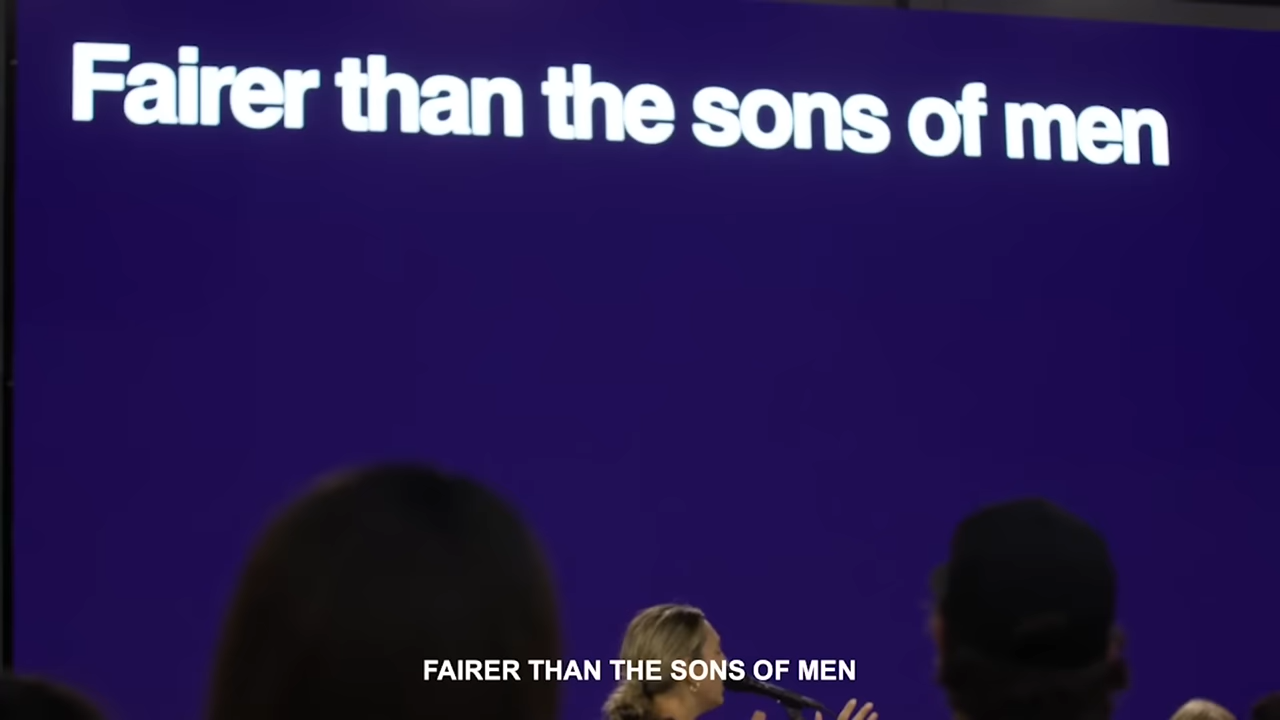 Fairer than the sons of men
FAIRER THAN THE SONS OF MEN